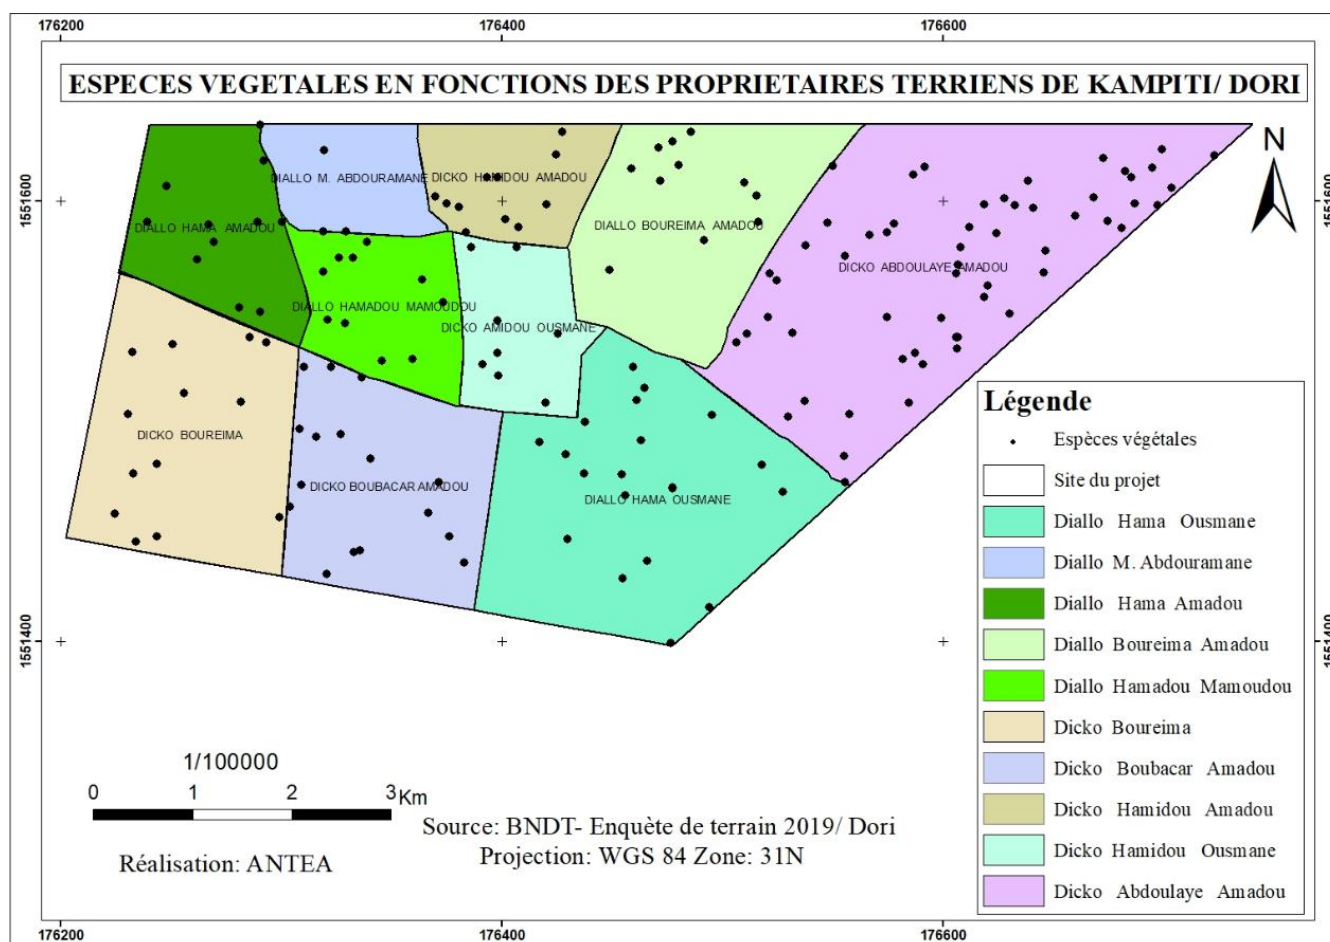 176200 176400 176600
ESPECES VEGETALES EN FONCTIONS DES PROPRIETAIRES TERRIENS DE KAMPITI/ DORI
N
1551600 1551600
DIALLO M. ABDOURAMANE
DICKO HAMIDOU AMADOU
DIALLO HAMA AMADOU
DIALLO BOUREIMA AMADOU
DICKO ABDOULAYE AMADOU
DIALLO HAMADOU MAMOUDOU
DICKO AMIDOU OUSMANE
DICKO BOUREIMA
DICKO BOUBACAR AMADOU
DIALLO HAMA OUSMANE
Légende
Espèces végétales
Site du projet
Diallo Hama Ousmane
Diallo M. Abdouramane
Diallo Hama Amadou
Diallo Boureima Amadou
Diallo Hamadou Mamoudou
Dicko Boureima
Dicko Boubacar Amadou
Dicko Hamidou Amadou
Dicko Hamidou Ousmane
Dicko Abdoulaye Amadou
1551400 1551400
1/100000
0 1 2 3 Km
Réalisation: ANTEA
Source: BNDT- Enquète de terrain 2019/ Dori
Projection: WGS 84 Zone: 31N
176200 176400 176600